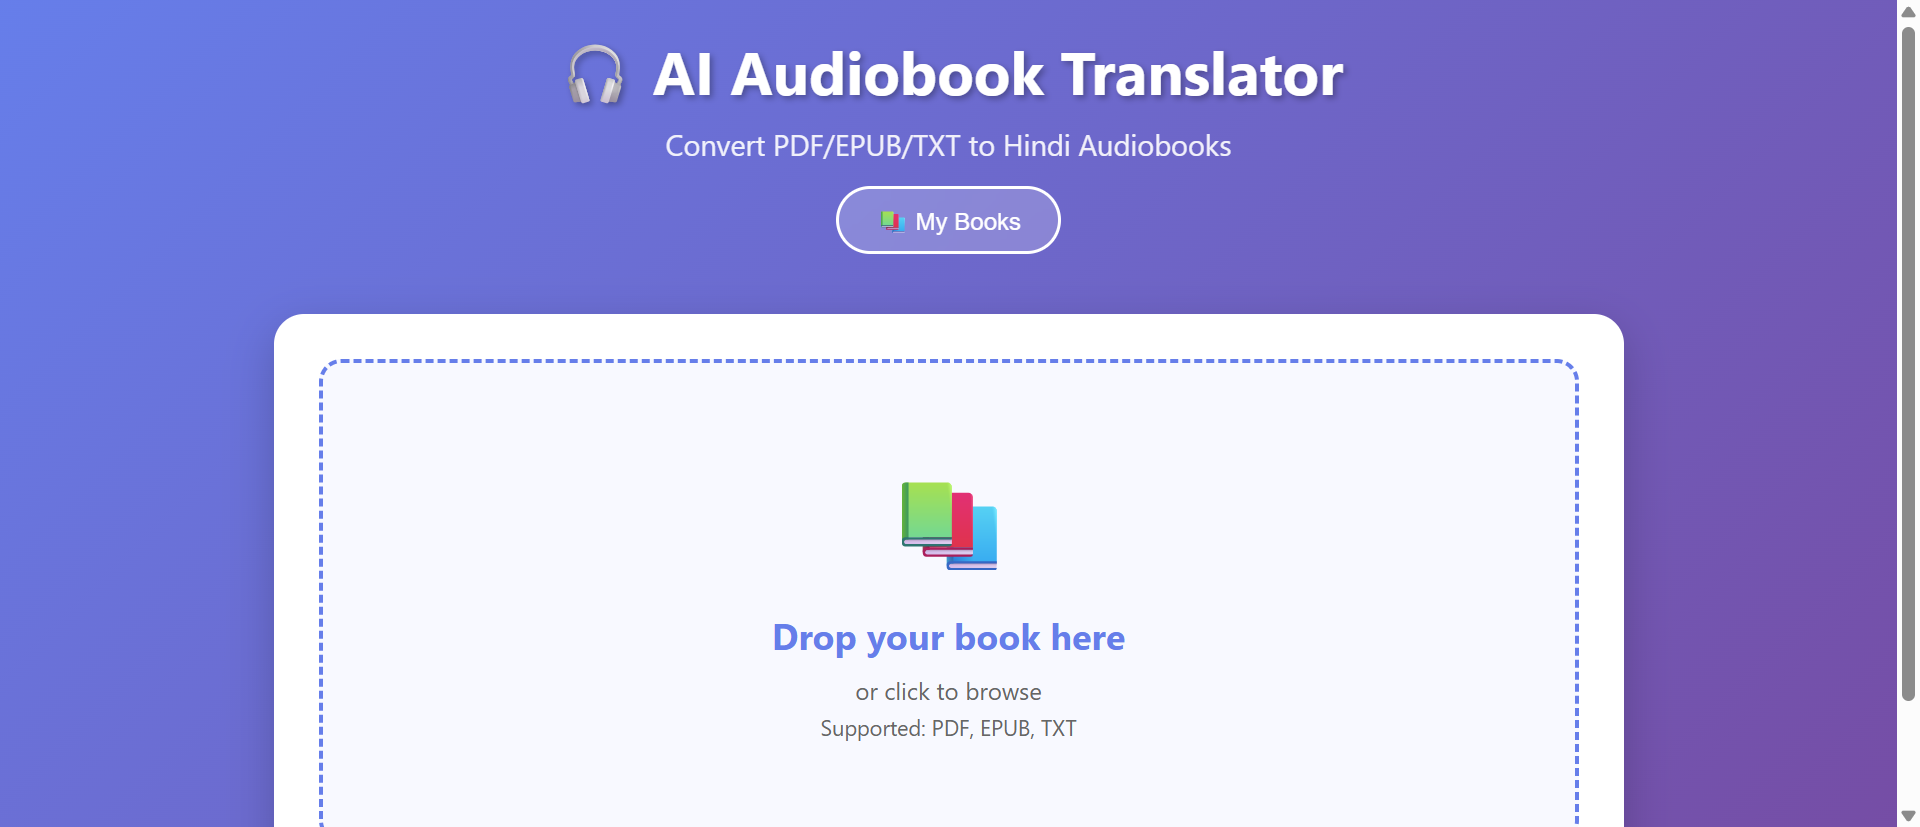 AI Audiobook Translator
Convert PDF/EPUB/TXT to Hindi Audiobooks
My Books
Drop your book here
or click to browse
Supported: PDF, EPUB, TXT